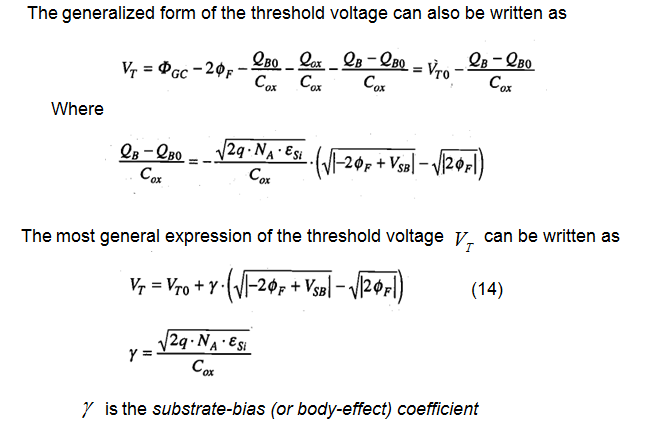 The generalized form of the threshold voltage can also be written as
V_T = Φ_GC − 2ϕ_F − Q_B0/C_ox − Q_ox/C_ox − (Q_B − Q_B0)/C_ox = V_T0 − (Q_B − Q_B0)/C_ox
Where
(Q_B − Q_B0)/C_ox = − √(2q · N_A · ε_Si)/C_ox · (√|−2ϕ_F + V_SB| − √|2ϕ_F|)
The most general expression of the threshold voltage V_T can be written as
V_T = V_T0 + γ · (√|−2ϕ_F + V_SB| − √|2ϕ_F|) (14)
γ = √(2q · N_A · ε_Si)/C_ox
γ is the substrate-bias (or body-effect) coefficient